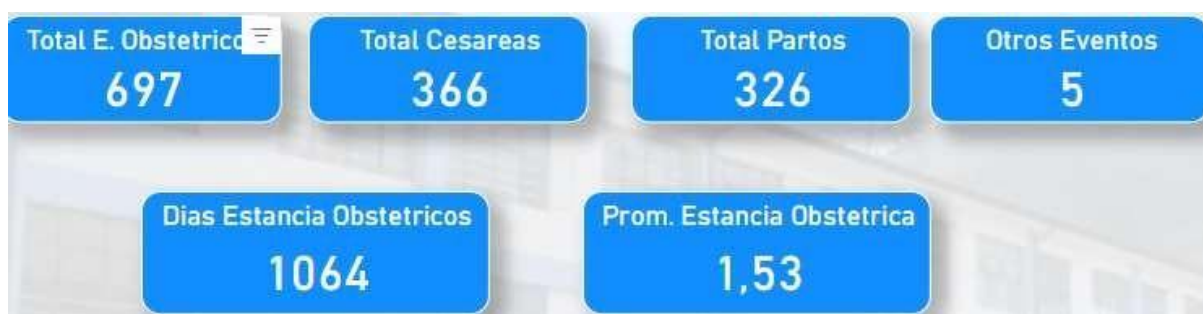 Total E. Obstetrico
697
Total Cesareas
366
Total Partos
326
Otros Eventos
5
Dias Estancia Obstetricos
1064
Prom. Estancia Obstetrica
1,53